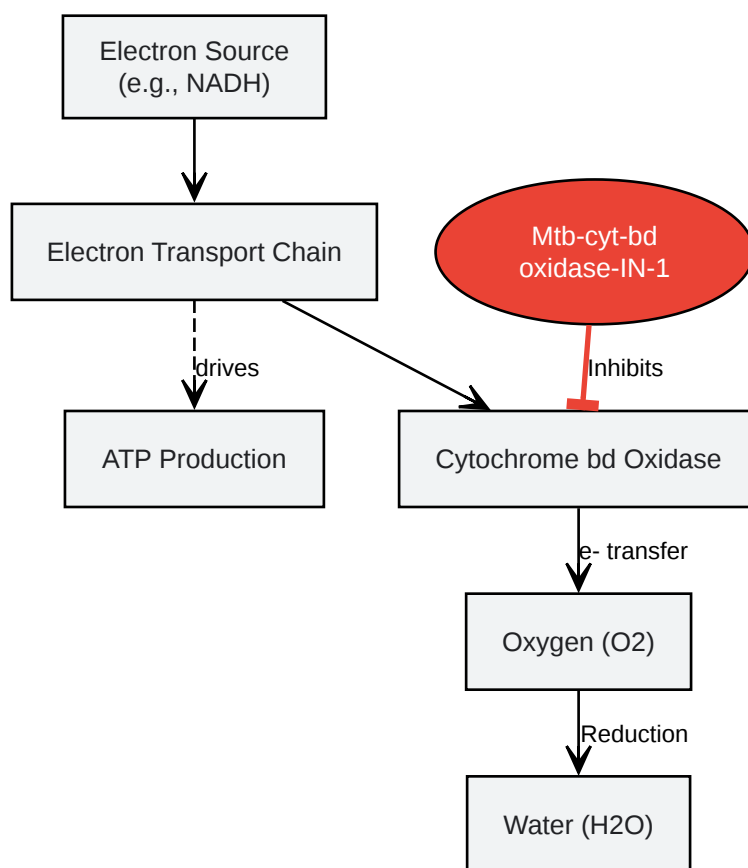 Electron Source
(e.g., NADH)
Electron Transport Chain
Mtb-cyt-bd
oxidase-IN-1
drives
Inhibits
ATP Production
Cytochrome bd Oxidase
e- transfer
Oxygen (O2)
Reduction
Water (H2O)